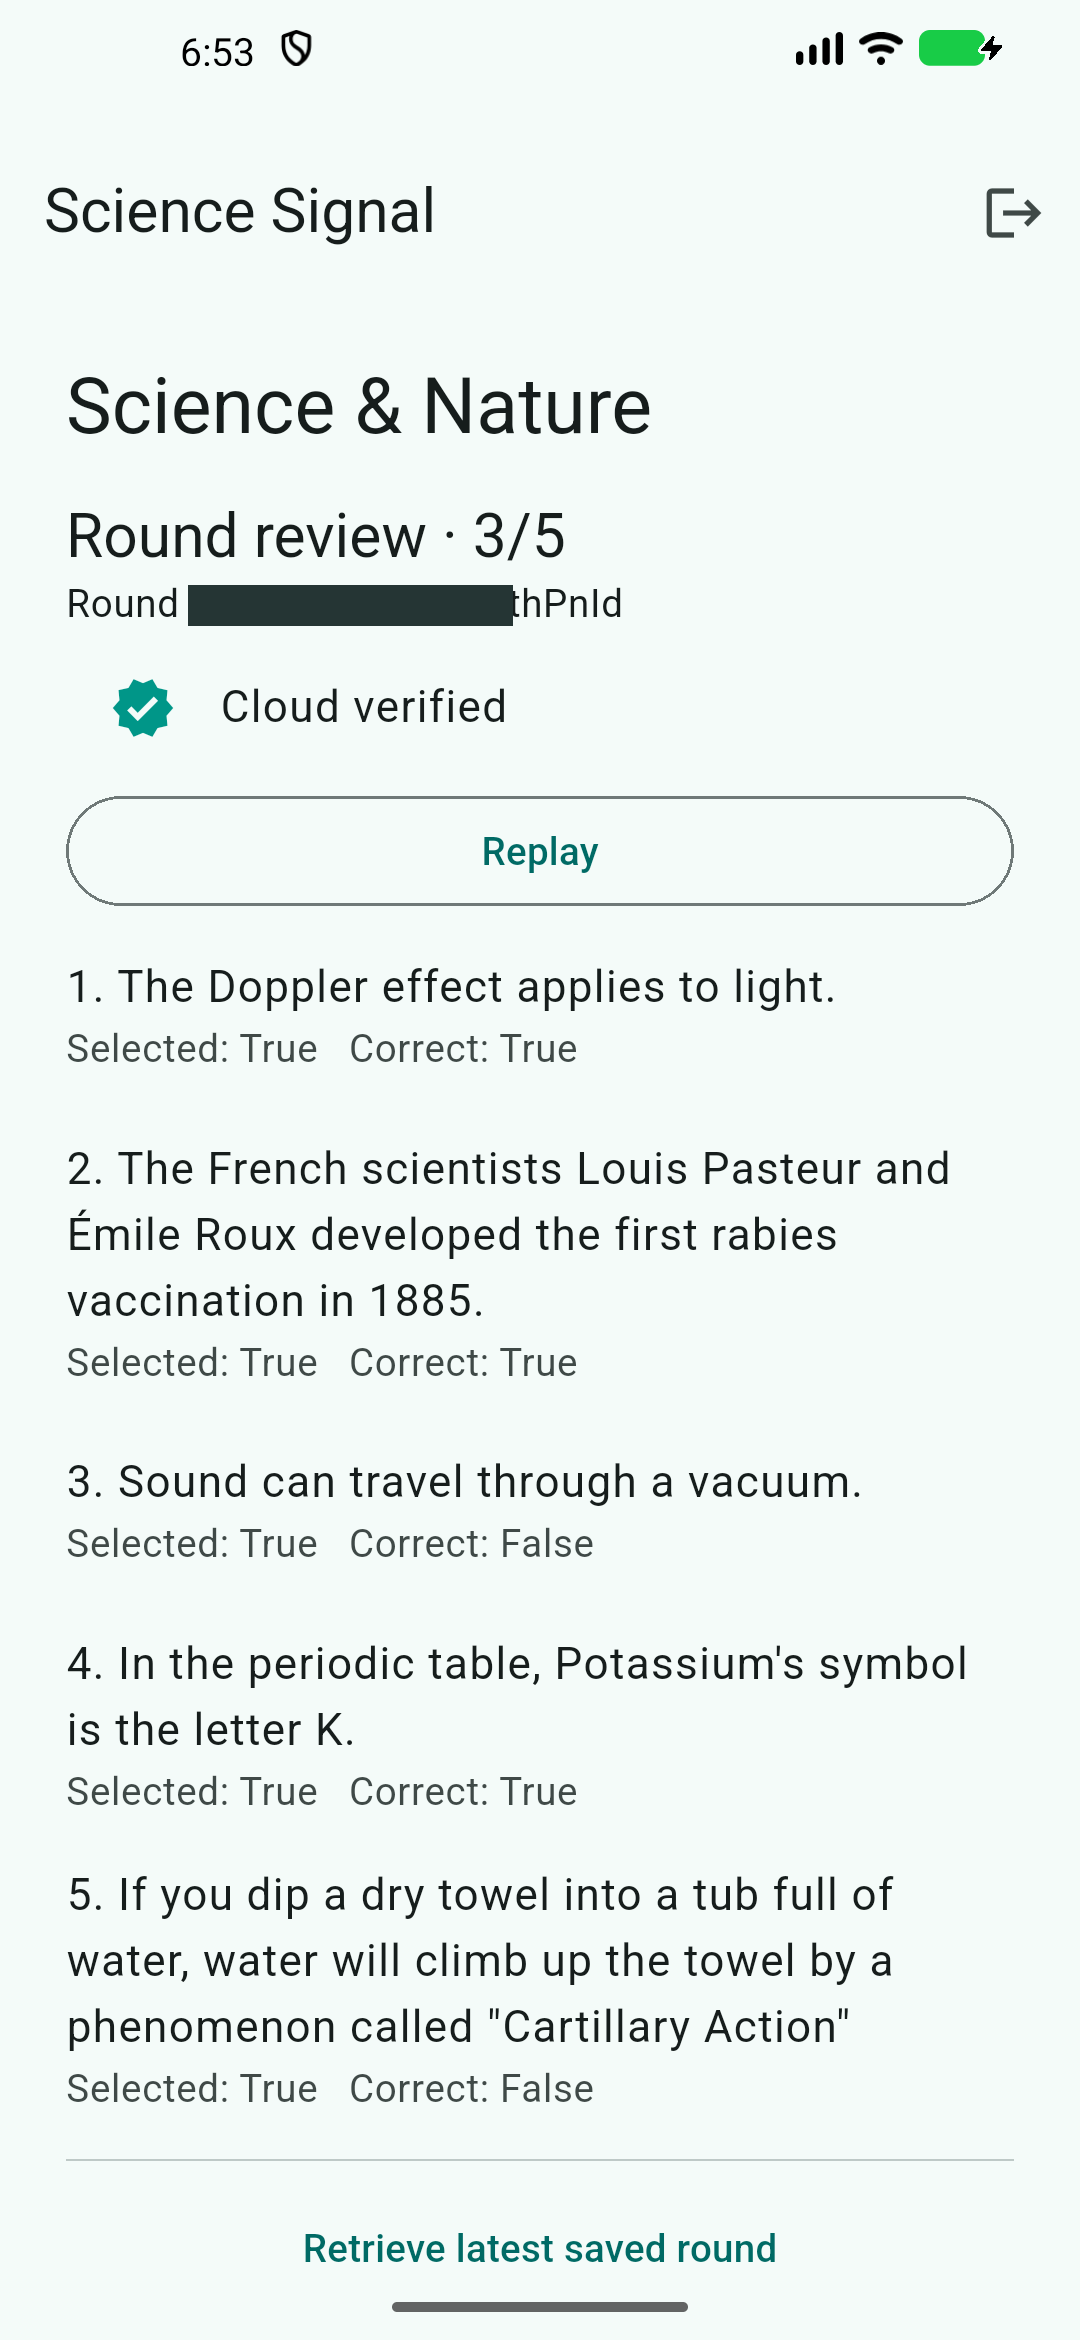 6:53
Science Signal
Science & Nature
Round review · 3/5
Round thPnId
Cloud verified
Replay
1. The Doppler effect applies to light.
Selected: True Correct: True
2. The French scientists Louis Pasteur and
Émile Roux developed the first rabies
vaccination in 1885.
Selected: True Correct: True
3. Sound can travel through a vacuum.
Selected: True Correct: False
4. In the periodic table, Potassium's symbol
is the letter K.
Selected: True Correct: True
5. If you dip a dry towel into a tub full of
water, water will climb up the towel by a
phenomenon called "Cartillary Action"
Selected: True Correct: False
Retrieve latest saved round